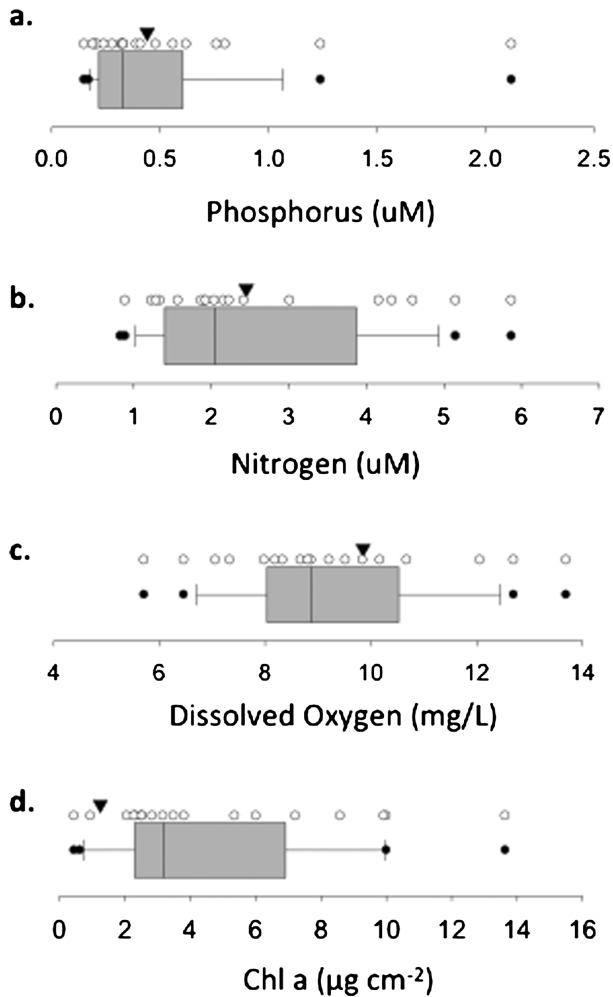 a.
0.0 0.5 1.0 1.5 2.0 2.5
Phosphorus (uM)
b.
0 1 2 3 4 5 6 7
Nitrogen (uM)
c.
4 6 8 10 12 14
Dissolved Oxygen (mg/L)
d.
0 2 4 6 8 10 12 14 16
Chl a (µg cm⁻²)